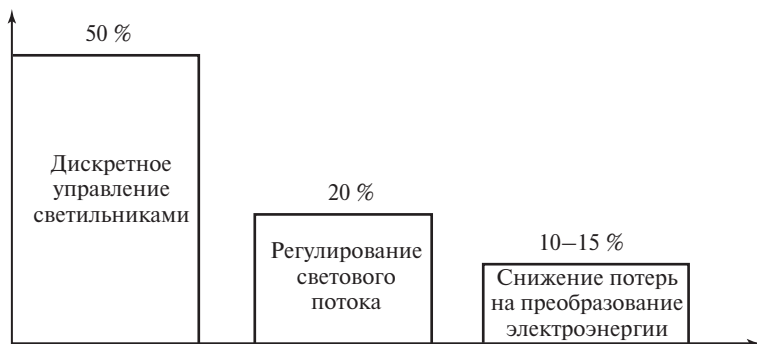 50 %
Дискретное
управление
светильниками
20 %
Регулирование
светового
потока
10–15 %
Снижение потерь
на преобразование
электроэнергии